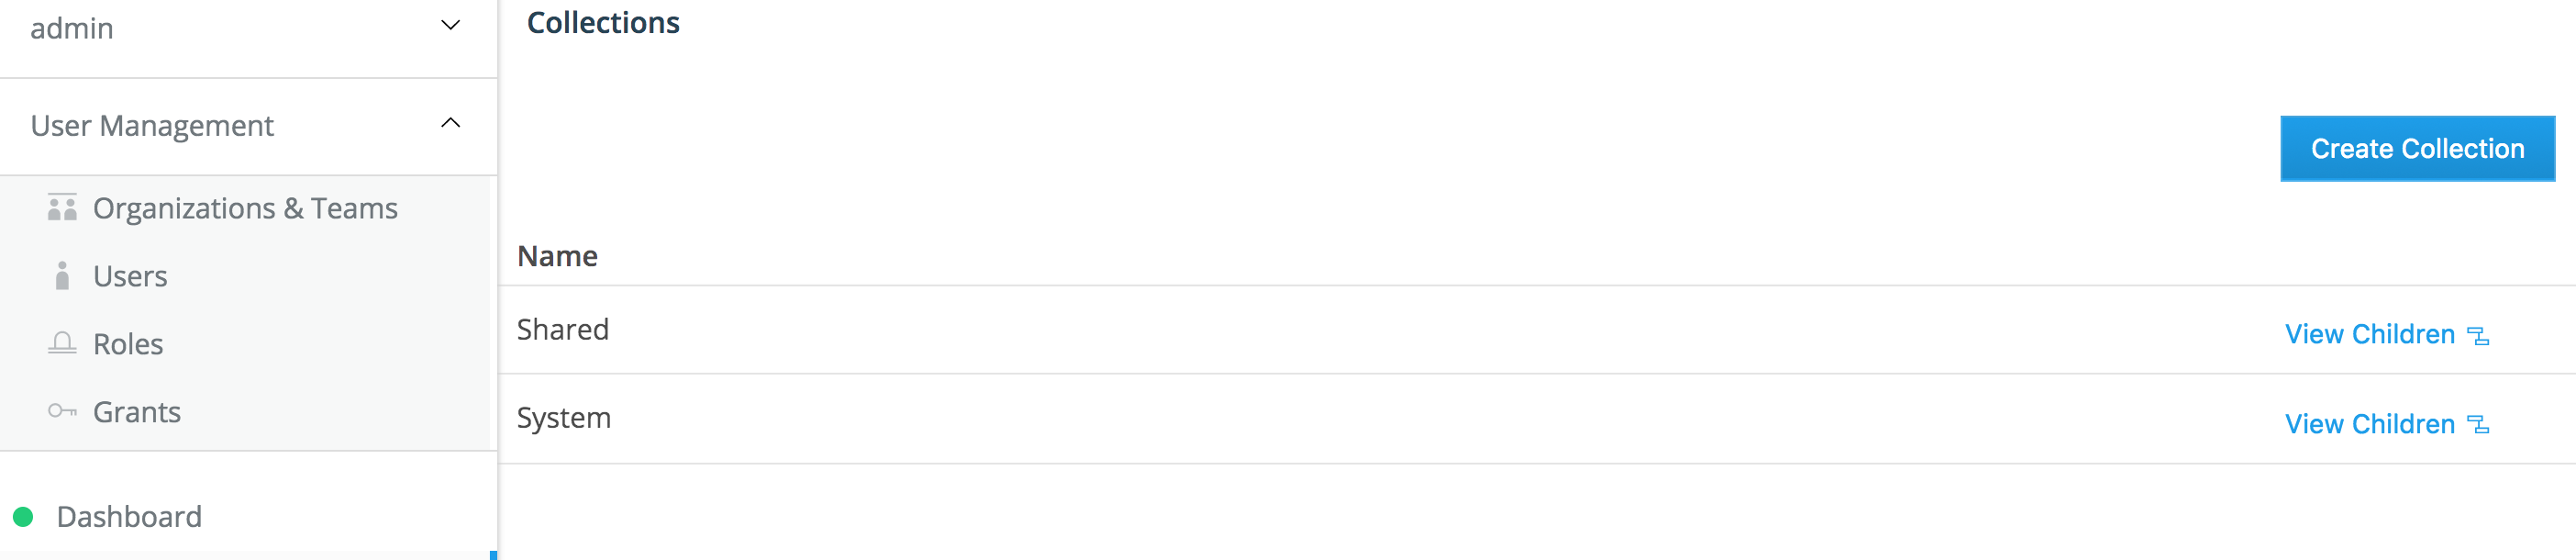 admin
User Management
Organizations & Teams
Users
Roles
Grants
Dashboard
Collections
Create Collection
Name
Shared
View Children
System
View Children